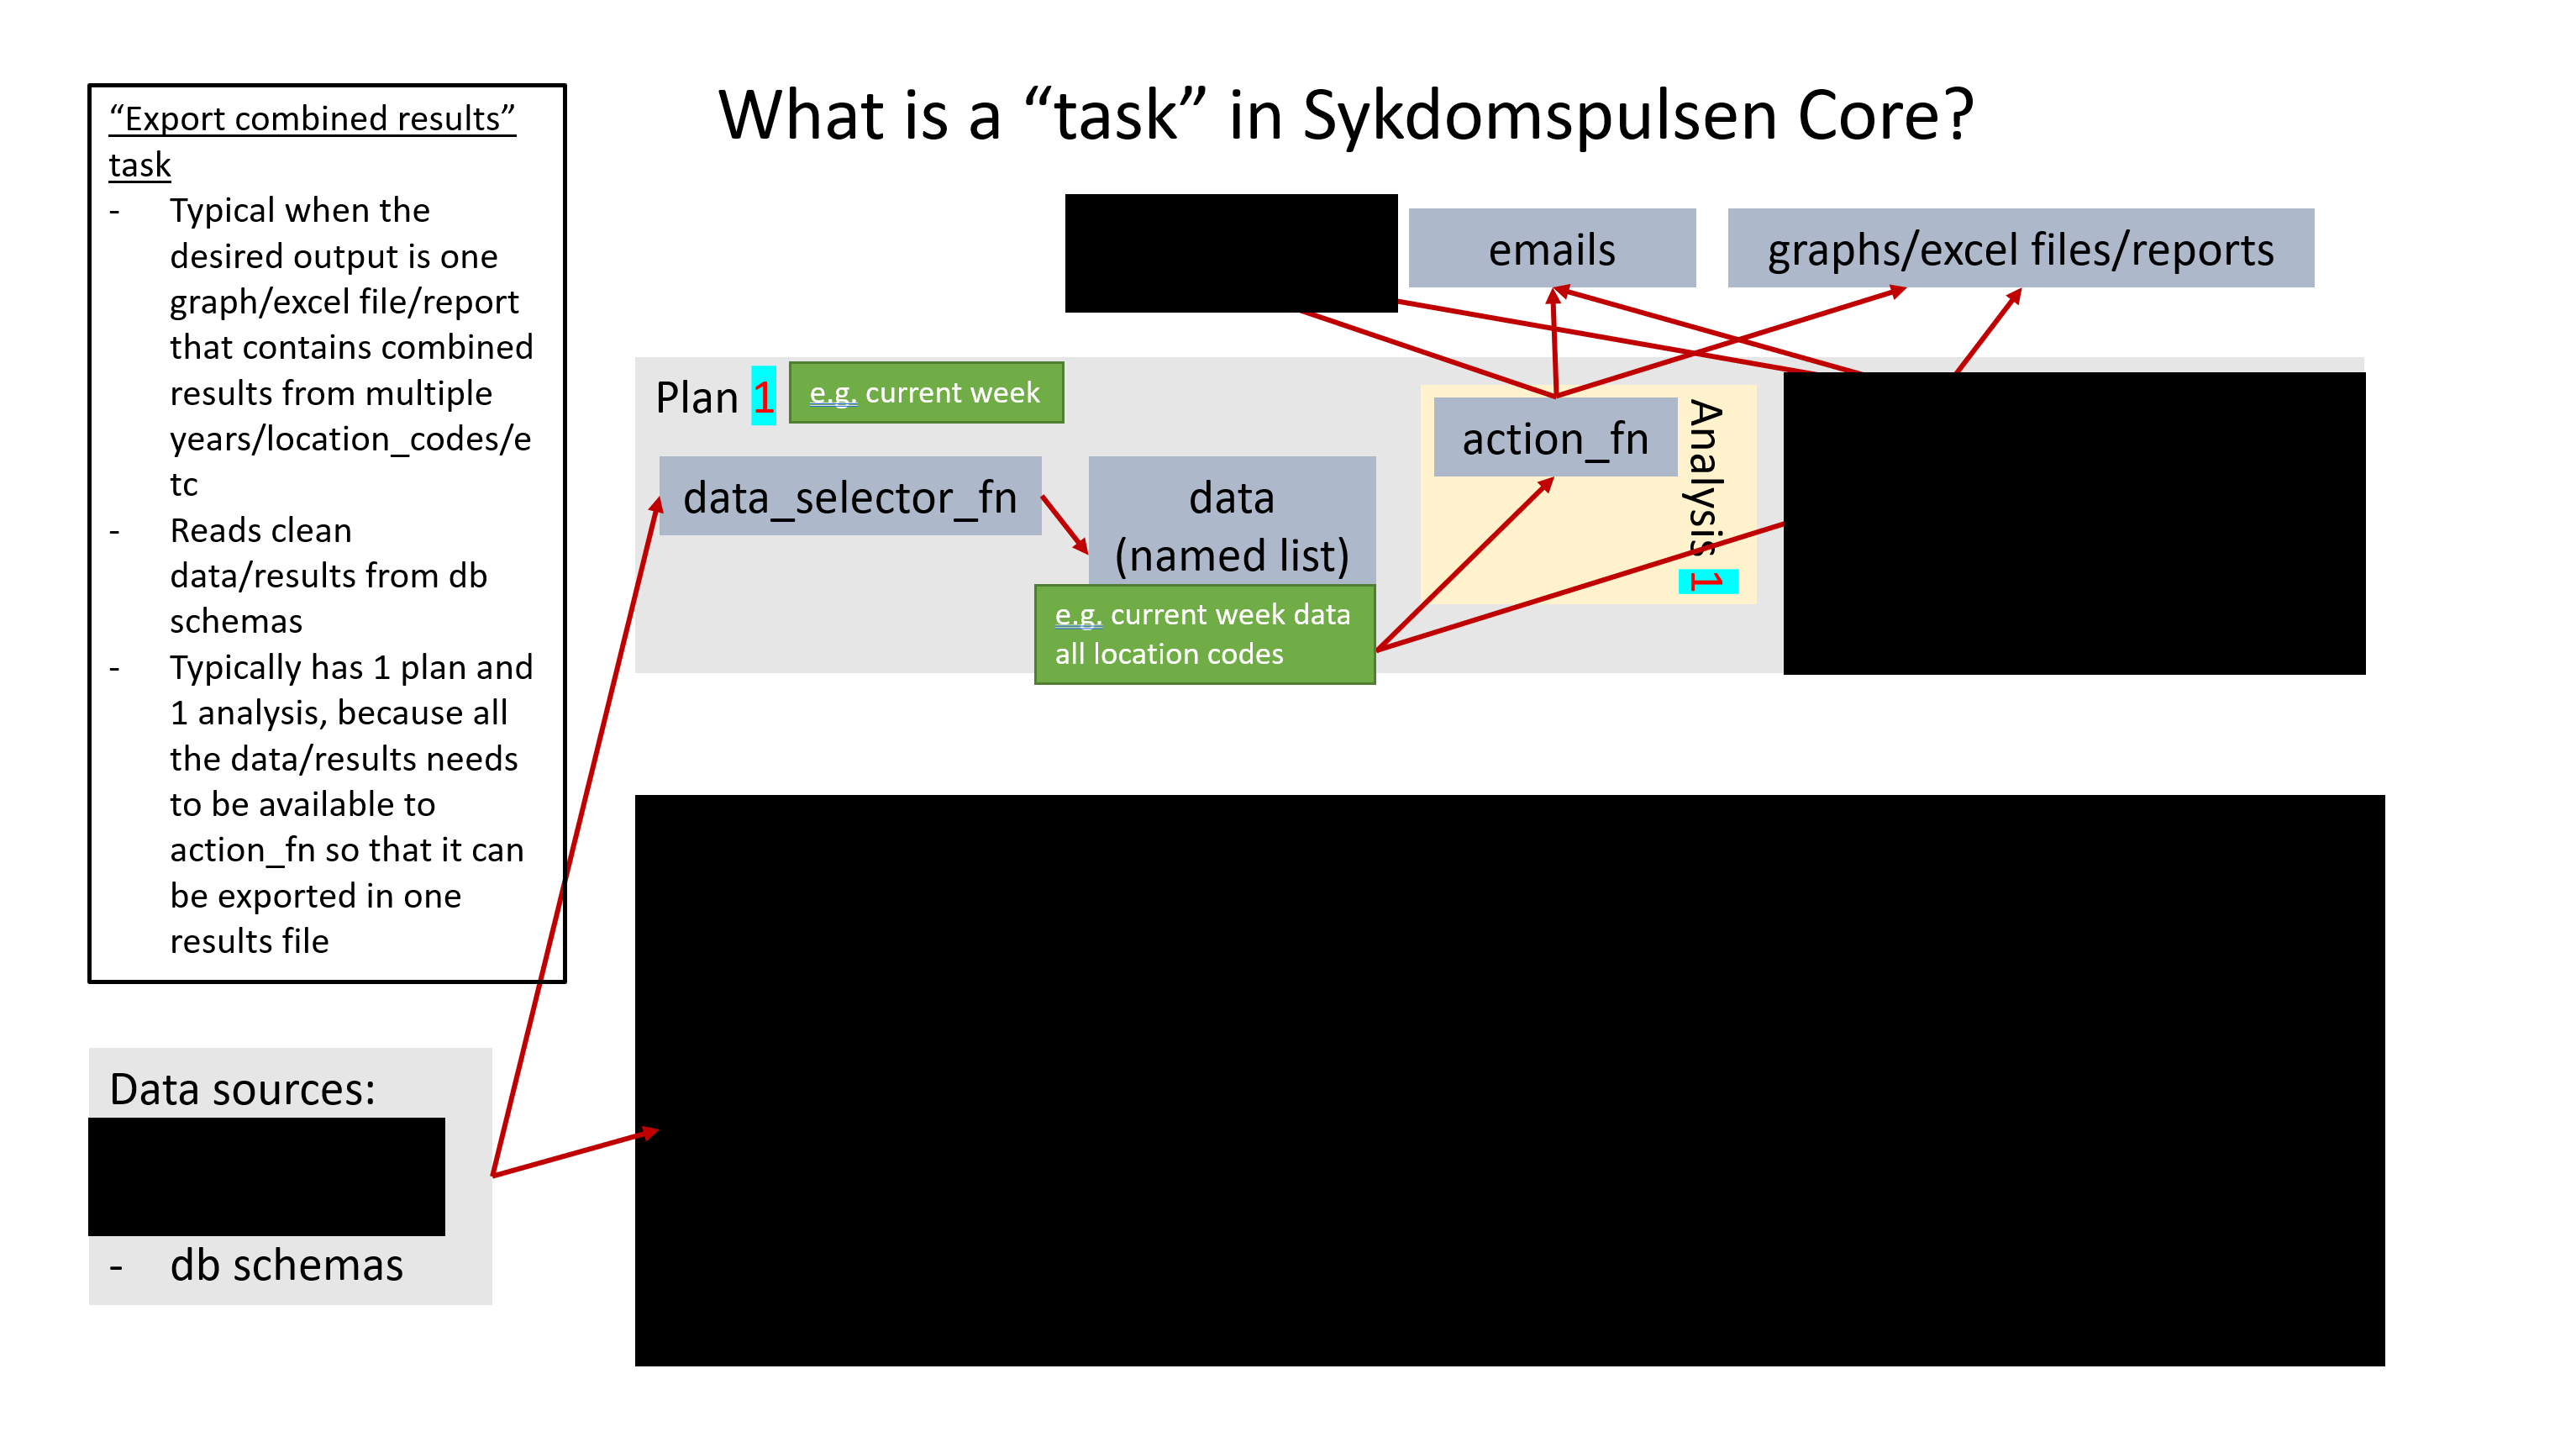 What is a “task” in Sykdomspulsen Core?
“Export combined results”
task
- Typical when the
desired output is one
graph/excel file/report
that contains combined
results from multiple
years/location_codes/e
tc
- Reads clean
data/results from db
schemas
- Typically has 1 plan and
1 analysis, because all
the data/results needs
to be available to
action_fn so that it can
be exported in one
results file
emails
graphs/excel files/reports
Plan 1
e.g. current week
data_selector_fn
data
(named list)
e.g. current week data
all location codes
action_fn
Analysis 1
Data sources:
- db schemas